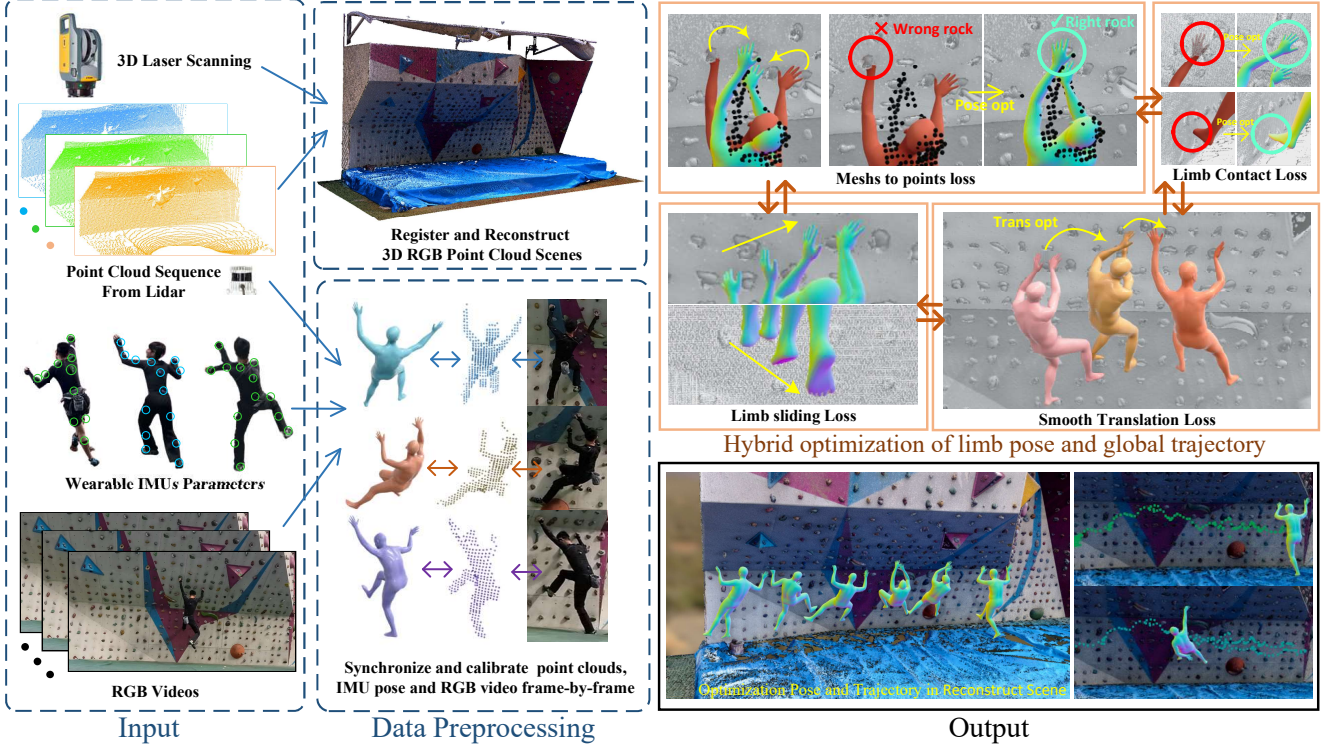 3D Laser Scanning
Point Cloud Sequence
From Lidar
Wearable IMUs Parameters
RGB Videos
Input
Register and Reconstruct
3D RGB Point Cloud Scenes
Synchronize and calibrate point clouds,
IMU pose and RGB video frame-by-frame
Data Preprocessing
✕ Wrong rock
✓ Right rock
Pose opt
Meshs to points loss
Pose opt
Pose opt
Limb Contact Loss
Limb sliding Loss
Trans opt
Smooth Translation Loss
Hybrid optimization of limb pose and global trajectory
Optimization Pose and Trajectory in Reconstruct Scene
Output